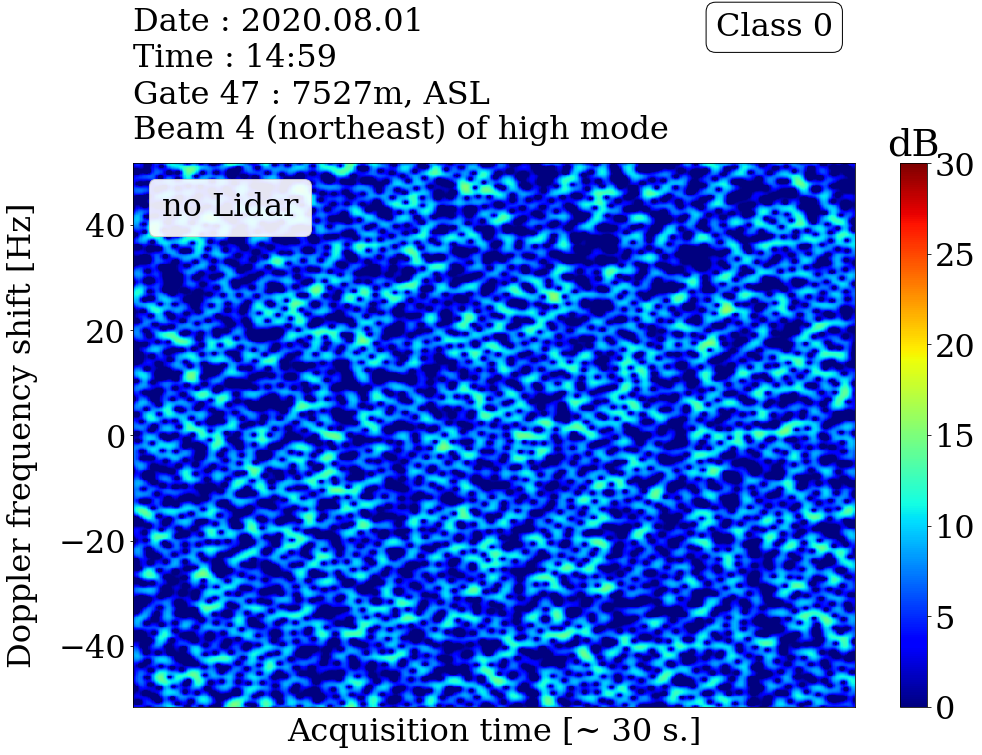 Date : 2020.08.01
Time : 14:59
Gate 47 : 7527m, ASL
Beam 4 (northeast) of high mode
Class 0
dB
no Lidar
Doppler frequency shift [Hz]
40
20
0
−20
−40
30
25
20
15
10
5
0
Acquisition time [~ 30 s.]